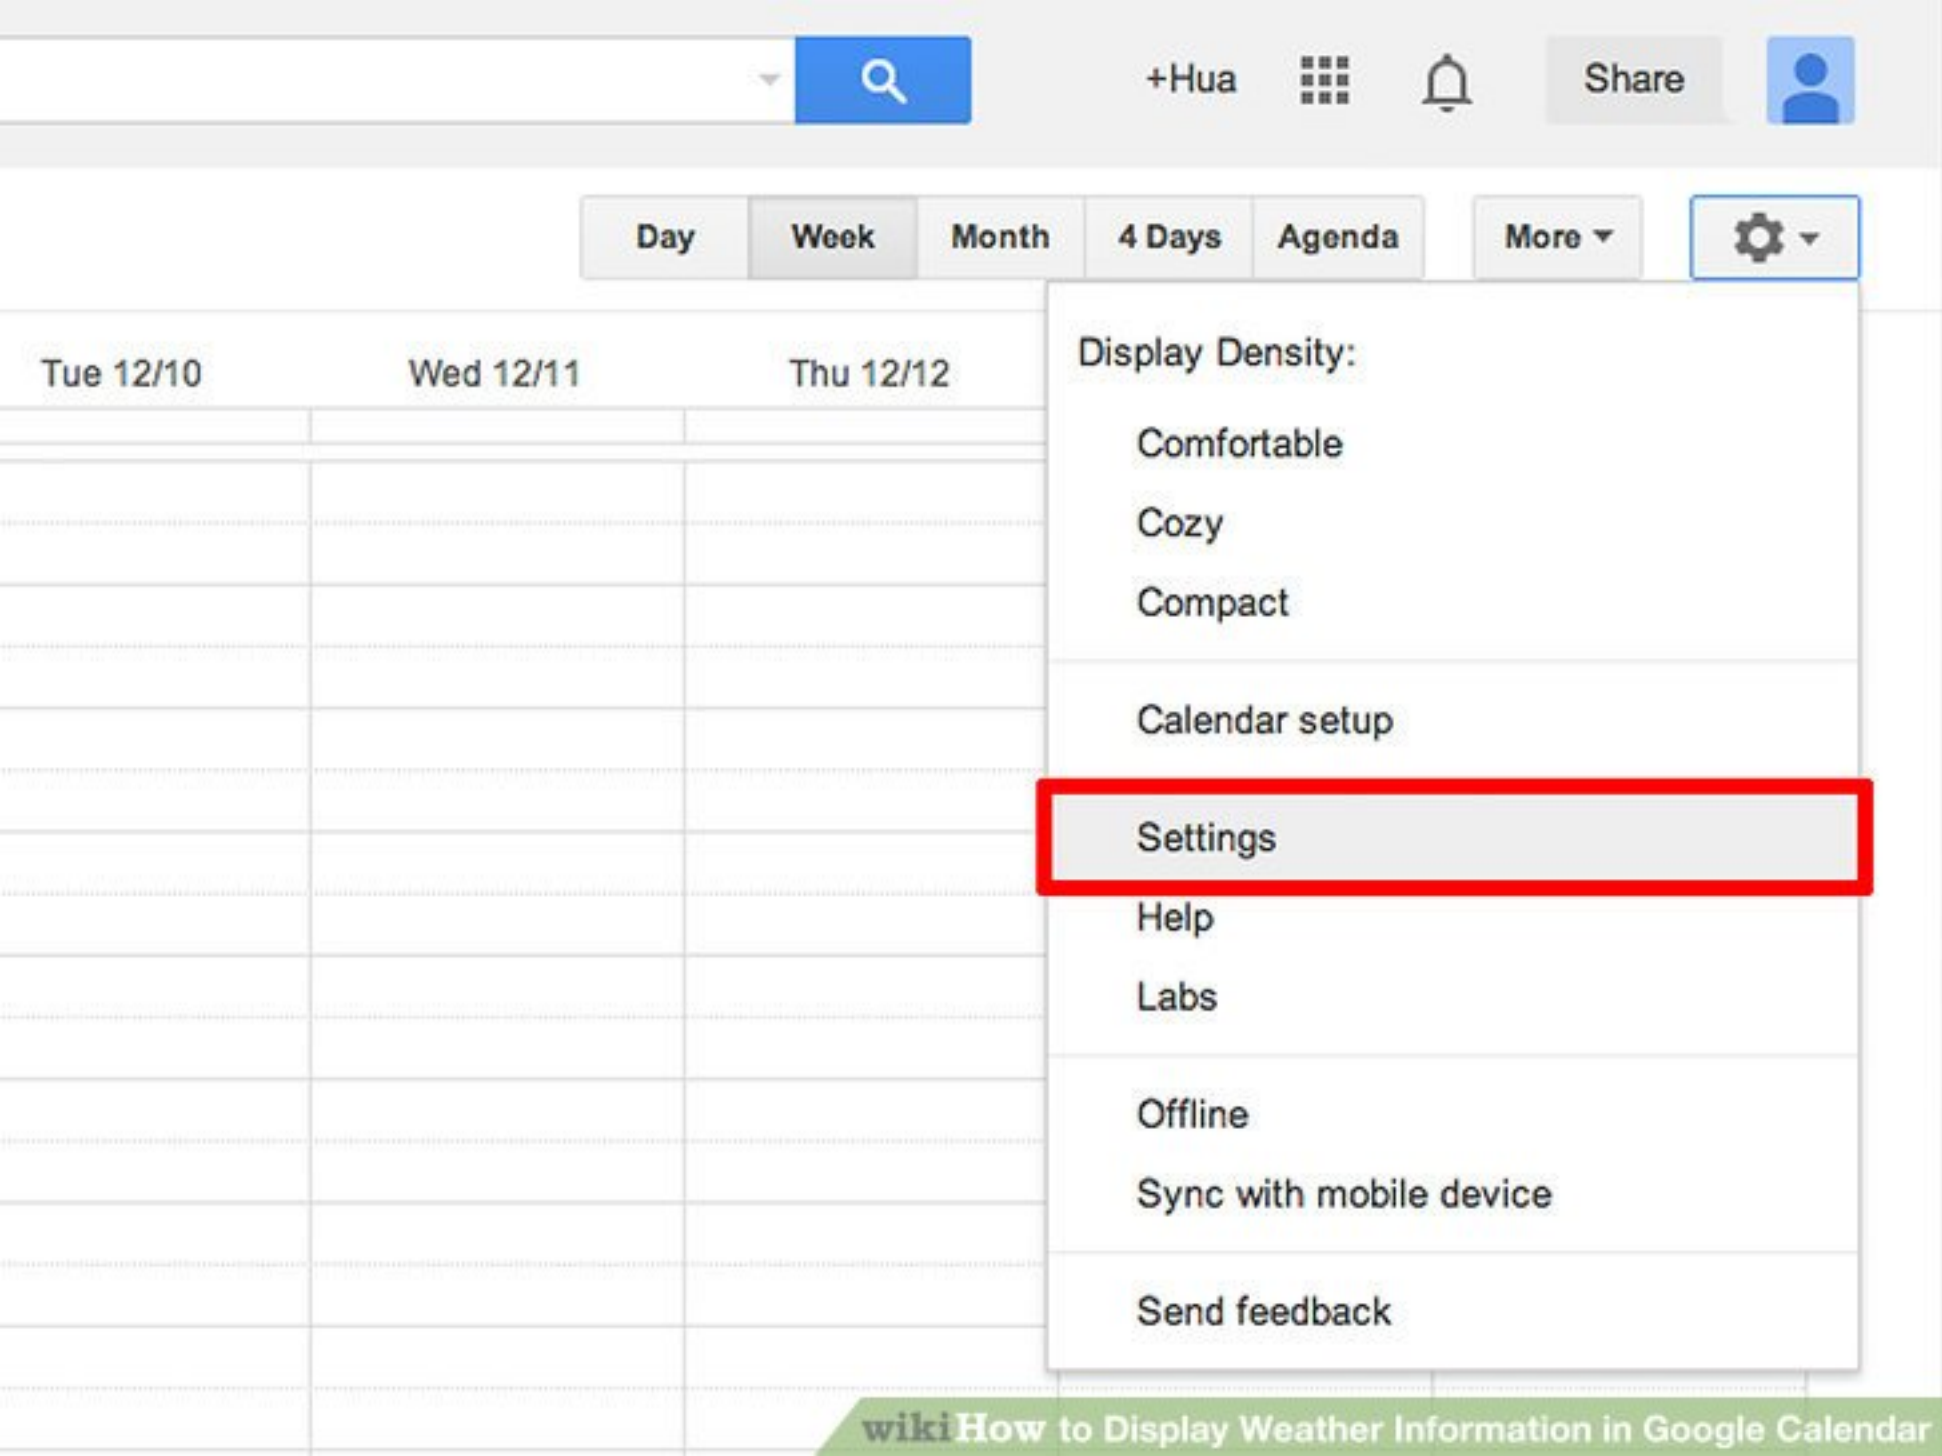 +Hua Share
Day Week Month 4 Days Agenda More
Tue 12/10 Wed 12/11 Thu 12/12
Display Density:
Comfortable
Cozy
Compact
Calendar setup
Settings
Help
Labs
Offline
Sync with mobile device
Send feedback
wikiHow to Display Weather Information in Google Calendar